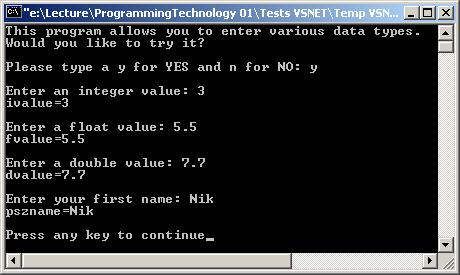 "e:\Lecture\ProgrammingTechnology 01\Tests VSNET\Temp VSN...
This program allows you to enter various data types.
Would you like to try it?
Please type a y for YES and n for NO: y
Enter an integer value: 3
ivalue=3
Enter a float value: 5.5
fvalue=5.5
Enter a double value: 7.7
dvalue=7.7
Enter your first name: Nik
pszname=Nik
Press any key to continue_